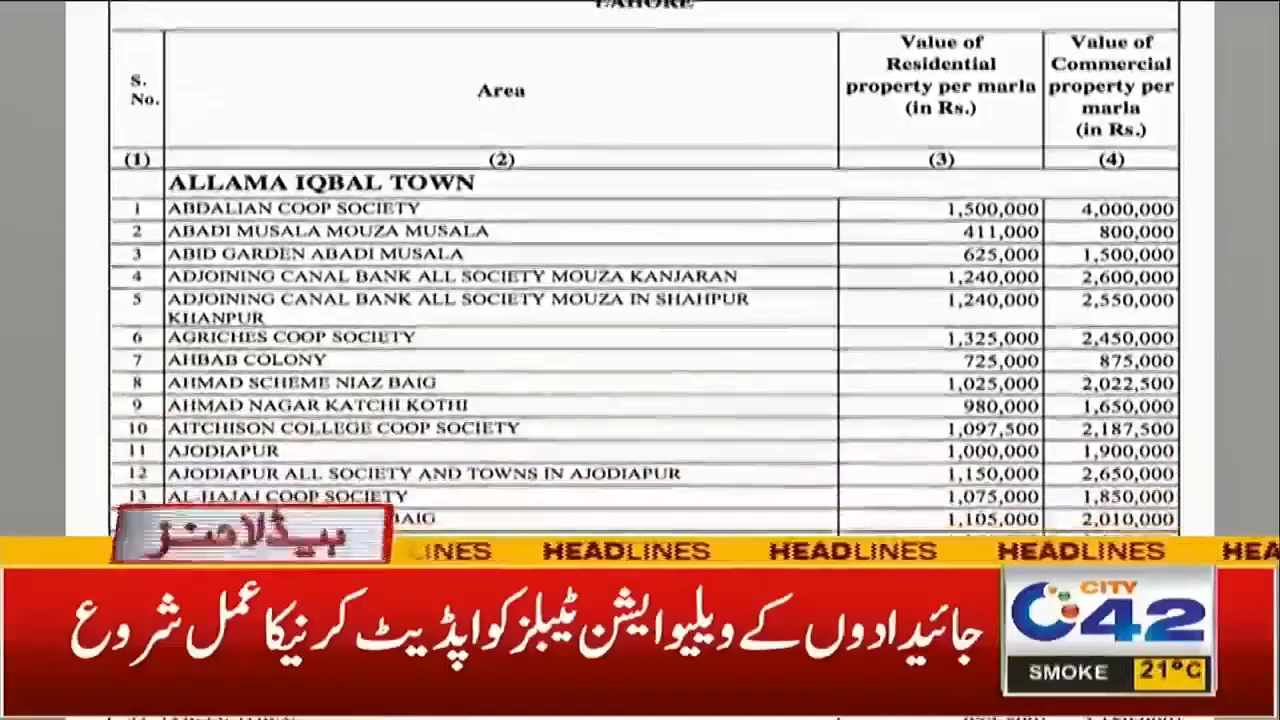 LAHORE
S. No. Area Value of Residential property per marla (in Rs.) Value of Commercial property per marla (in Rs.)
(1) (2) (3) (4)
ALLAMA IQBAL TOWN
1 ABDALIAN COOP SOCIETY 1,500,000 4,000,000
2 ABADI MUSALA MOUZA MUSALA 411,000 800,000
3 ABID GARDEN ABADI MUSALA 625,000 1,500,000
4 ADJOINING CANAL BANK ALL SOCIETY MOUZA KANJARAN 1,240,000 2,600,000
5 ADJOINING CANAL BANK ALL SOCIETY MOUZA IN SHAHPUR 1,240,000 2,550,000
KHANPUR
6 AGRICHES COOP SOCIETY 1,325,000 2,450,000
7 AHBAB COLONY 725,000 875,000
8 AHMAD SCHEME NIAZ BAIG 1,025,000 2,022,500
9 AHMAD NAGAR KATCHI KOTHI 980,000 1,650,000
10 AITCHISON COLLEGE COOP SOCIETY 1,097,500 2,187,500
11 AJODIAPUR 1,000,000 1,900,000
12 AJODIAPUR ALL SOCIETY AND TOWNS IN AJODIAPUR 1,150,000 2,650,000
13 AL-HAJAJ COOP SOCIETY 1,075,000 1,850,000
BAIG 1,105,000 2,010,000
ہیڈلائنز
LINES HEADLINES HEADLINES HEADLINES HEA
جائیدادوں کے ویلیوایشن ٹیبلز کو اپڈیٹ کرنیکا عمل شروع
CITY
42
SMOKE 21°C